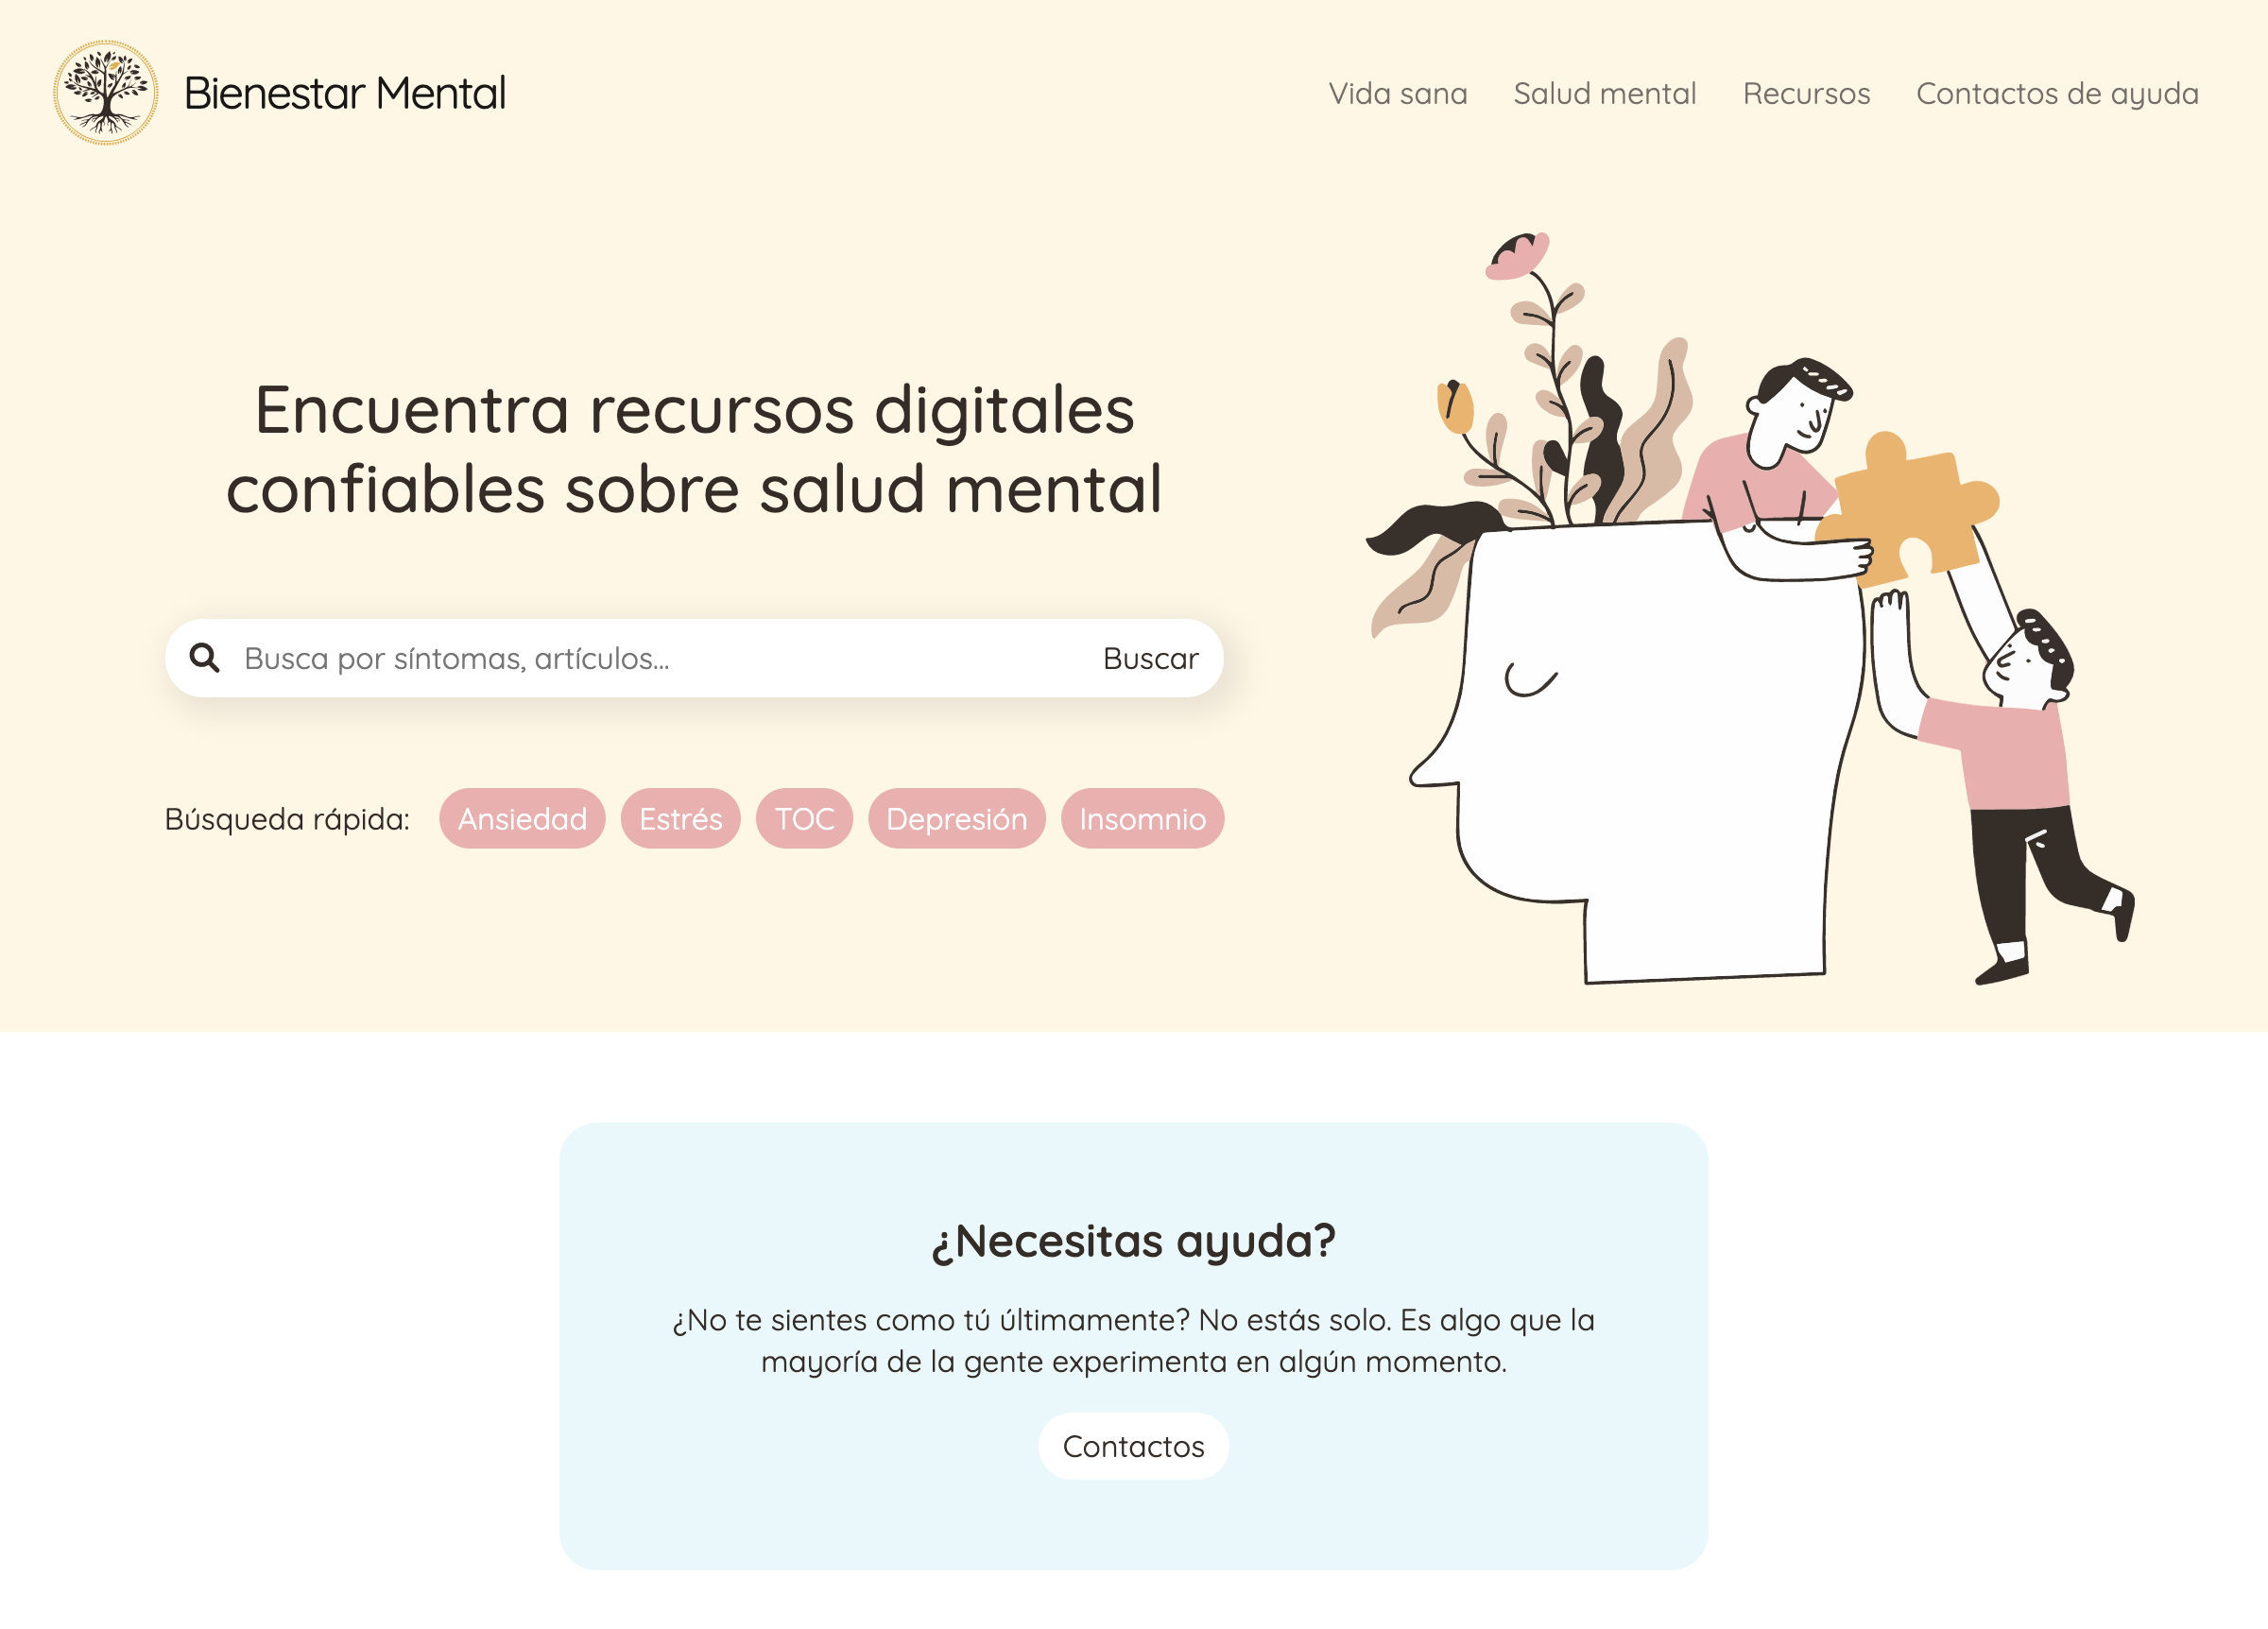 Bienestar Mental
Vida sana
Salud mental
Recursos
Contactos de ayuda
Encuentra recursos digitales
confiables sobre salud mental
Busca por síntomas, artículos...
Buscar
Búsqueda rápida:
Ansiedad
Estrés
TOC
Depresión
Insomnio
¿Necesitas ayuda?
¿No te sientes como tú últimamente? No estás solo. Es algo que la
mayoría de la gente experimenta en algún momento.
Contactos